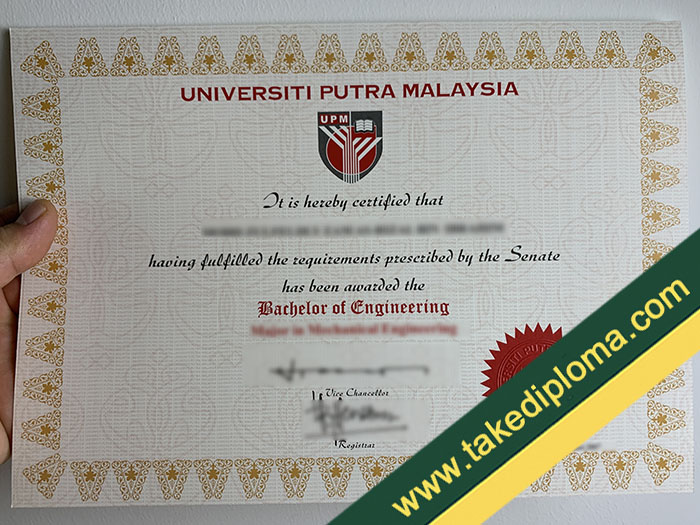 UNIVERSITI PUTRA MALAYSIA
UPM
It is hereby certified that
having fulfilled the requirements prescribed by the Senate
has been awarded the
Bachelor of Engineering
Major in Mechanical Engineering
Vice Chancellor
Registrar
www.takediploma.com